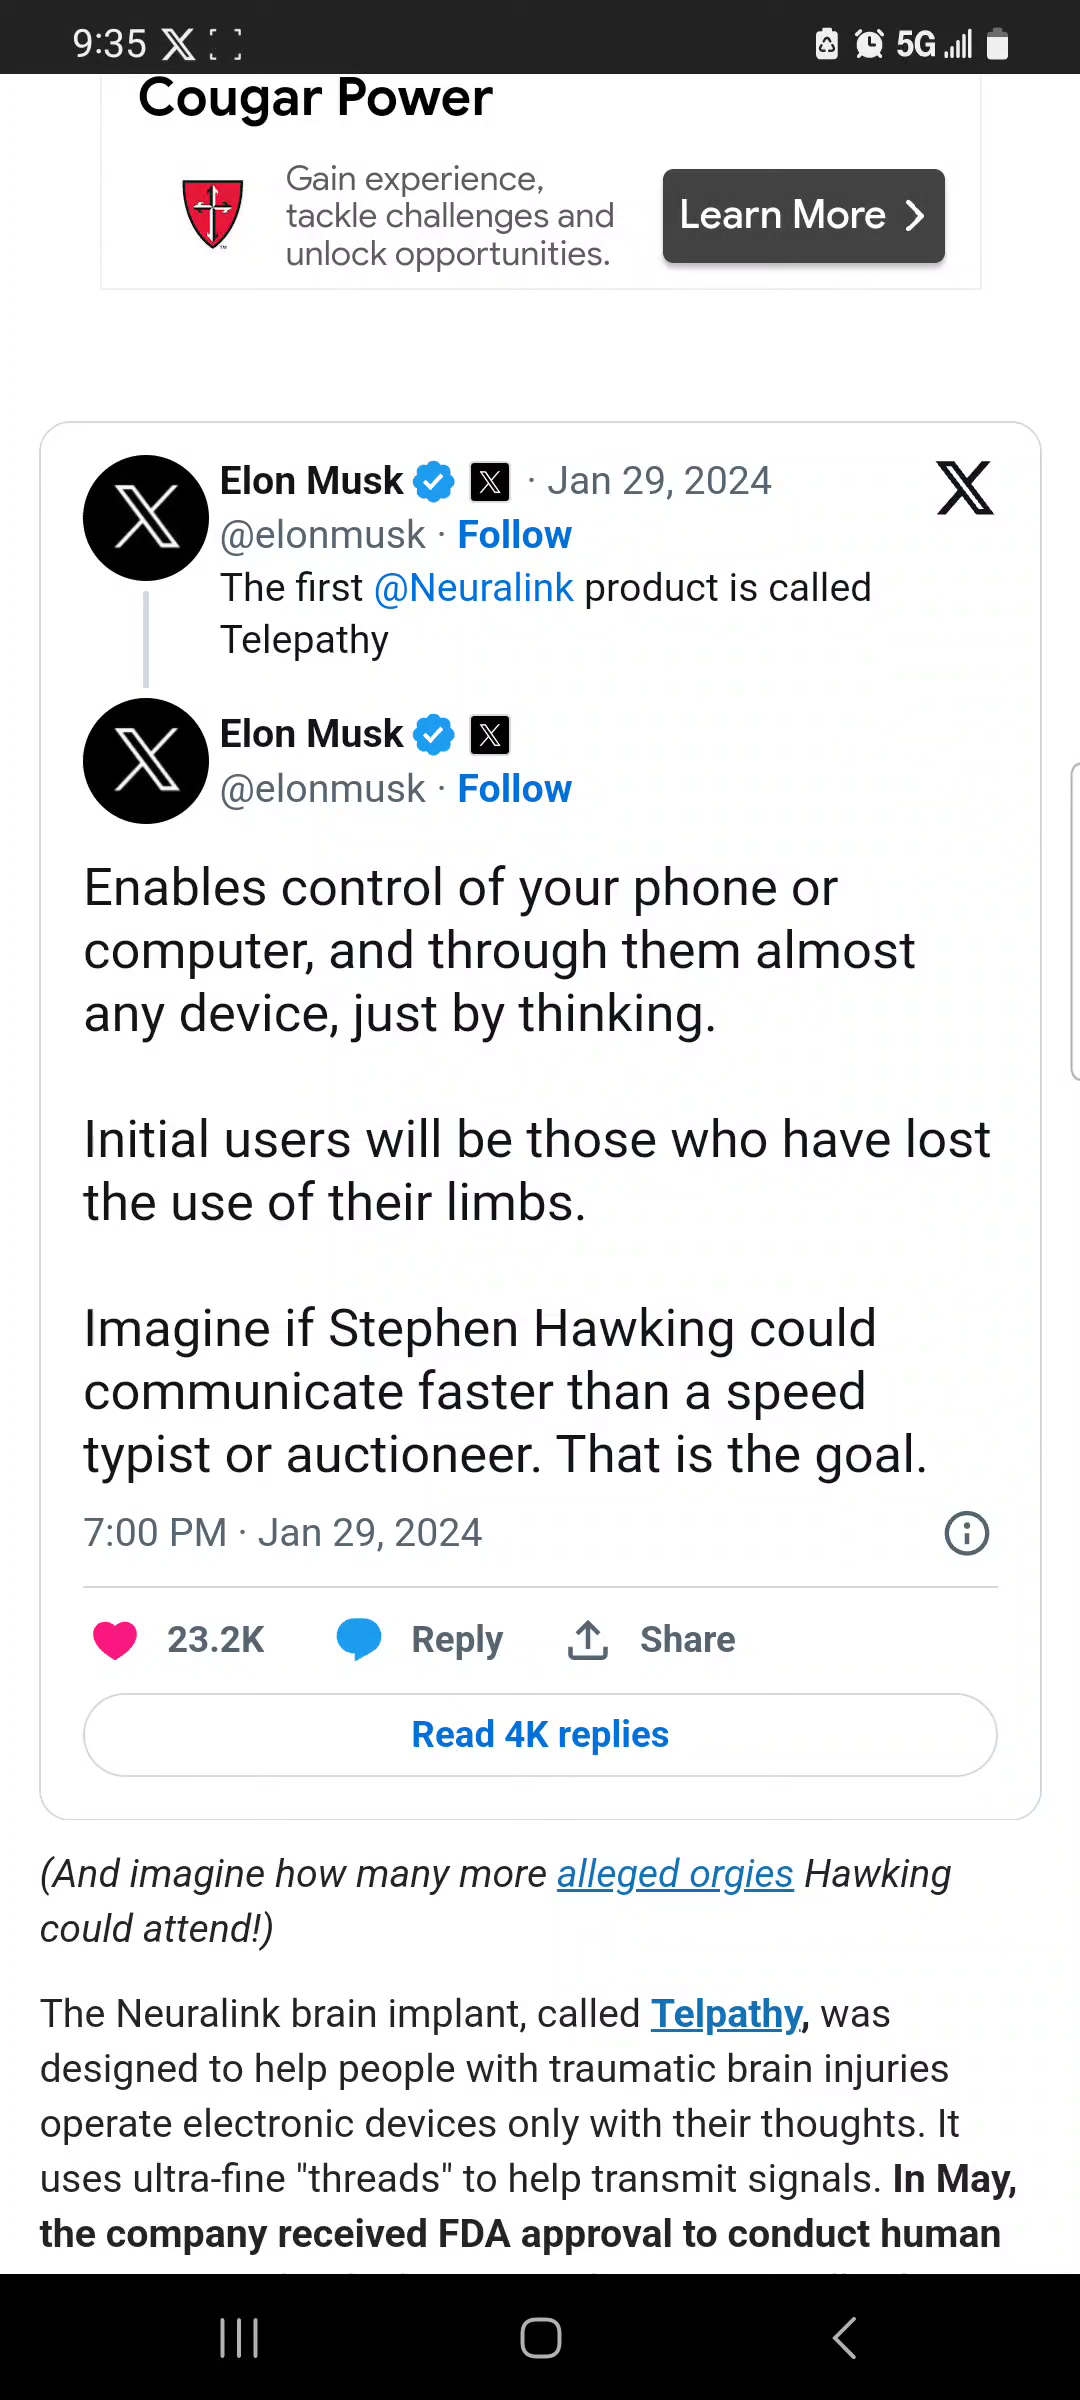 9:35
5G
Cougar Power
Gain experience,
tackle challenges and
unlock opportunities.
Learn More
Elon Musk · Jan 29, 2024
@elonmusk · Follow
The first @Neuralink product is called
Telepathy
Elon Musk
@elonmusk · Follow
Enables control of your phone or
computer, and through them almost
any device, just by thinking.
Initial users will be those who have lost
the use of their limbs.
Imagine if Stephen Hawking could
communicate faster than a speed
typist or auctioneer. That is the goal.
7:00 PM · Jan 29, 2024
23.2K Reply Share
Read 4K replies
(And imagine how many more alleged orgies Hawking
could attend!)
The Neuralink brain implant, called Telpathy, was
designed to help people with traumatic brain injuries
operate electronic devices only with their thoughts. It
uses ultra-fine "threads" to help transmit signals. In May,
the company received FDA approval to conduct human